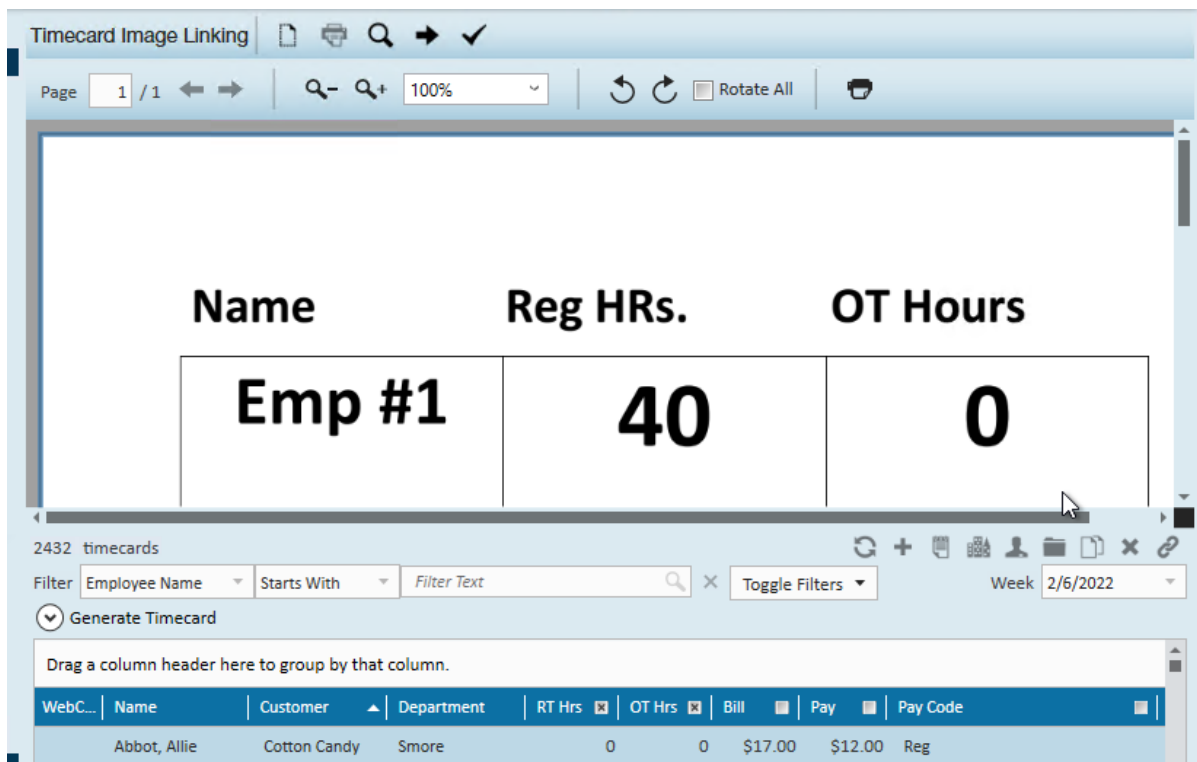 Timecard Image Linking
Page 1 / 1 100% Rotate All
Name Reg HRs. OT Hours
Emp #1 40 0
2432 timecards
Filter Employee Name Starts With Filter Text Toggle Filters Week 2/6/2022
Generate Timecard
Drag a column header here to group by that column.
WebC... Name Customer Department RT Hrs OT Hrs Bill Pay Pay Code
Abbot, Allie Cotton Candy Smore 0 0 $17.00 $12.00 Reg